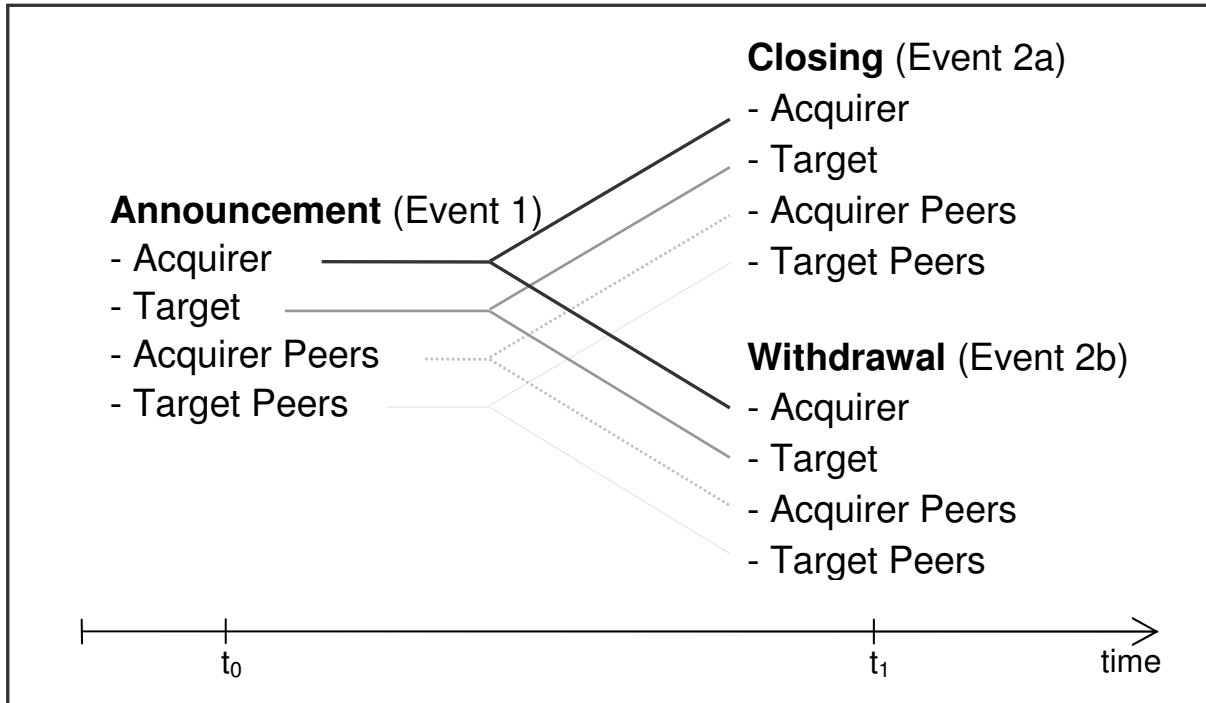 Announcement (Event 1)
- Acquirer
- Target
- Acquirer Peers
- Target Peers
Closing (Event 2a)
- Acquirer
- Target
- Acquirer Peers
- Target Peers
Withdrawal (Event 2b)
- Acquirer
- Target
- Acquirer Peers
- Target Peers
t₀
t₁
time